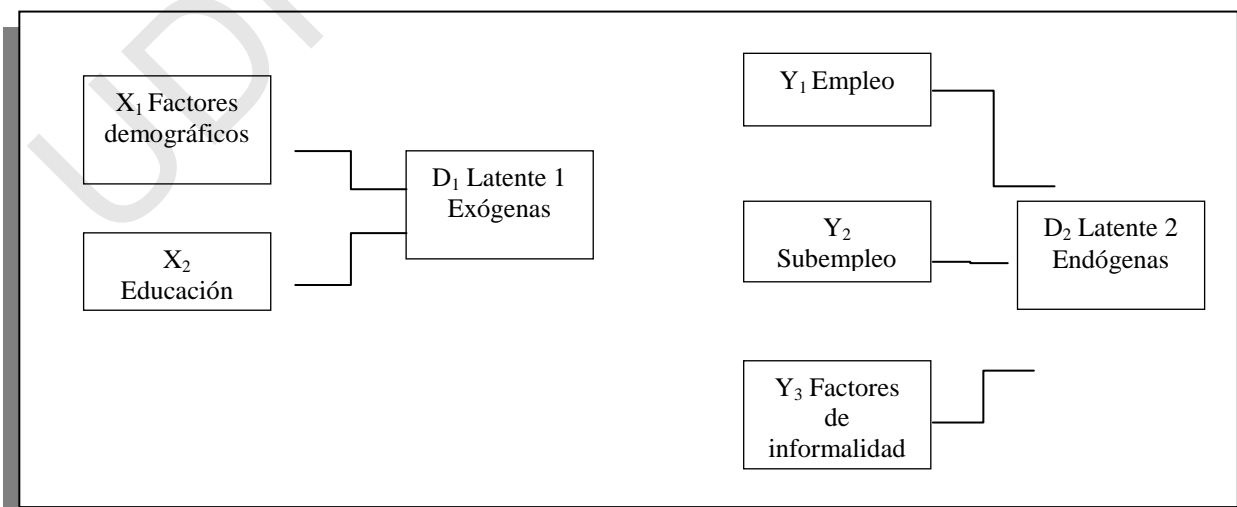 X₁ Factores
demográficos
X₂
Educación
D₁ Latente 1
Exógenas
Y₁ Empleo
Y₂
Subempleo
Y₃ Factores
de
informalidad
D₂ Latente 2
Endógenas